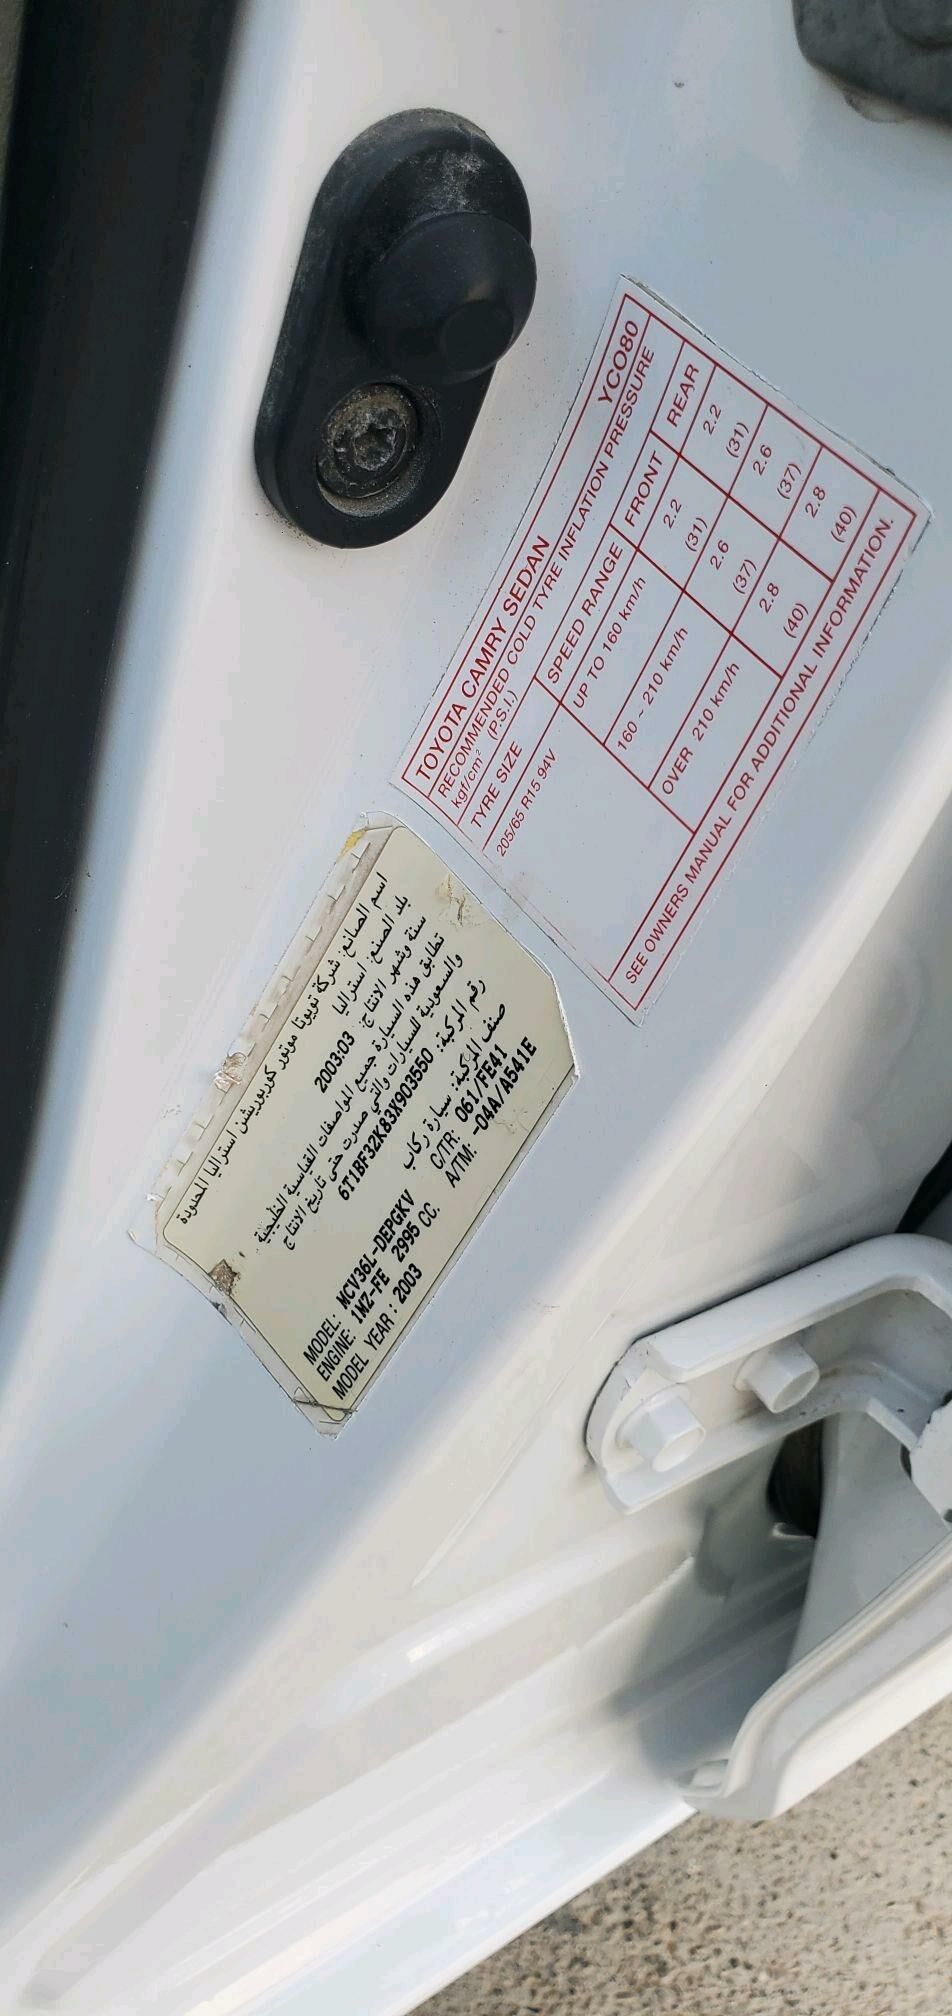 TOYOTA CAMRY SEDAN YCO80
RECOMMENDED COLD TYRE INFLATION PRESSURE
kgf/cm² (P.S.I.)
TYRE SIZE SPEED RANGE FRONT REAR
205/65 R15 94V UP TO 160 km/h 2.2 (31) 2.2 (31)
160 ~ 210 km/h 2.6 (37) 2.6 (37)
OVER 210 km/h 2.8 (40) 2.8 (40)
SEE OWNERS MANUAL FOR ADDITIONAL INFORMATION.
اسم الصانع: شركة تويوتا موتور كوربوريشن استراليا المحدودة
بلد الصنع: استراليا
سنة وشهر الانتاج: 2003:03
تطابق هذه السيارة جميع المواصفات القياسية الخليجية
والسعودية للسيارات والتي صدرت حتى تاريخ الانتاج.
رقم المركبة: 6T1BF32K83X903550
صنف المركبة: سيارة ركاب
MODEL: MCV36L-DEPGKV C/TR: 061/FE41
ENGINE: 1MZ-FE 2995 CC. A/TM: -04A/A541E
MODEL YEAR: 2003